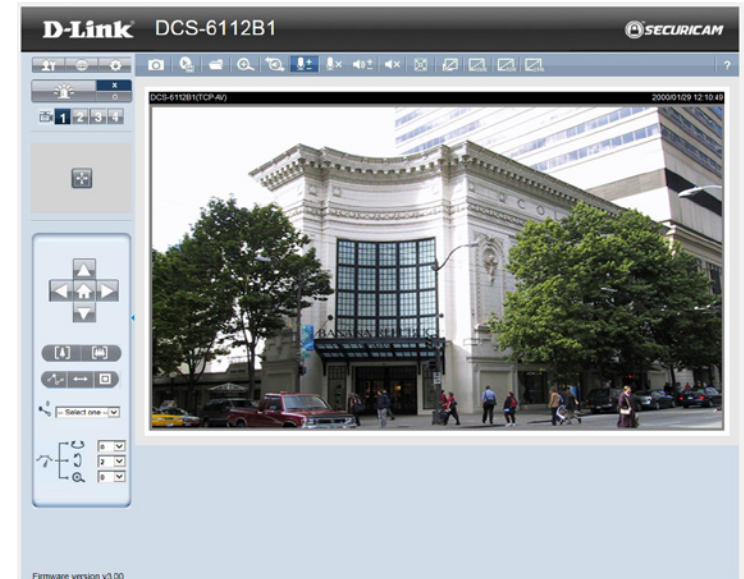 D-Link DCS-6112B1 SECURICAM
?
x
1 2 3 4
DCS-6112B1(TCP-AV) 2000/01/29 12:10:49
BANANA REPUBLIC
-- Select one --
0
2
0
Firmware version v3.00